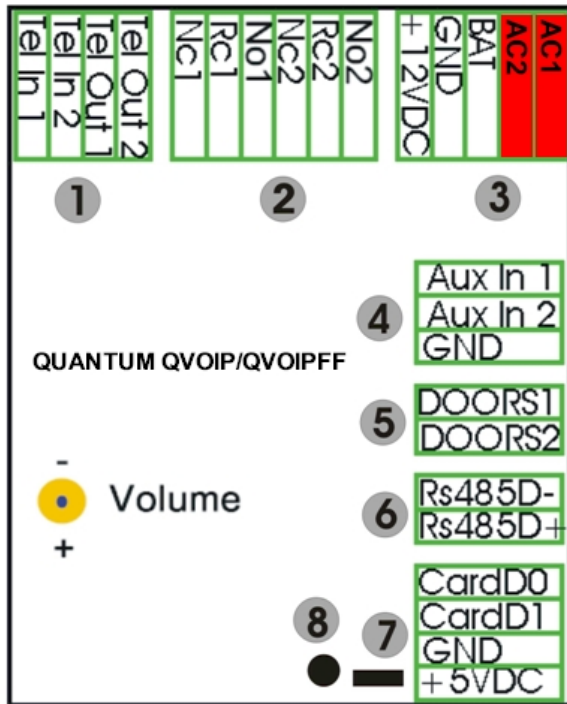 Tel In 1
Tel In 2
Tel Out 1
Tel Out 2
Nc1
Rc1
No1
Nc2
Rc2
No2
+12VDC
GND
BAT
AC2
AC1
1
2
3
Aux In 1
4
Aux In 2
GND
QUANTUM QVOIP/QVOIPFF
DOORS1
5
DOORS2
-
Volume
+
Rs485D-
6
Rs485D+
CardD0
CardD1
8
7
GND
+5VDC